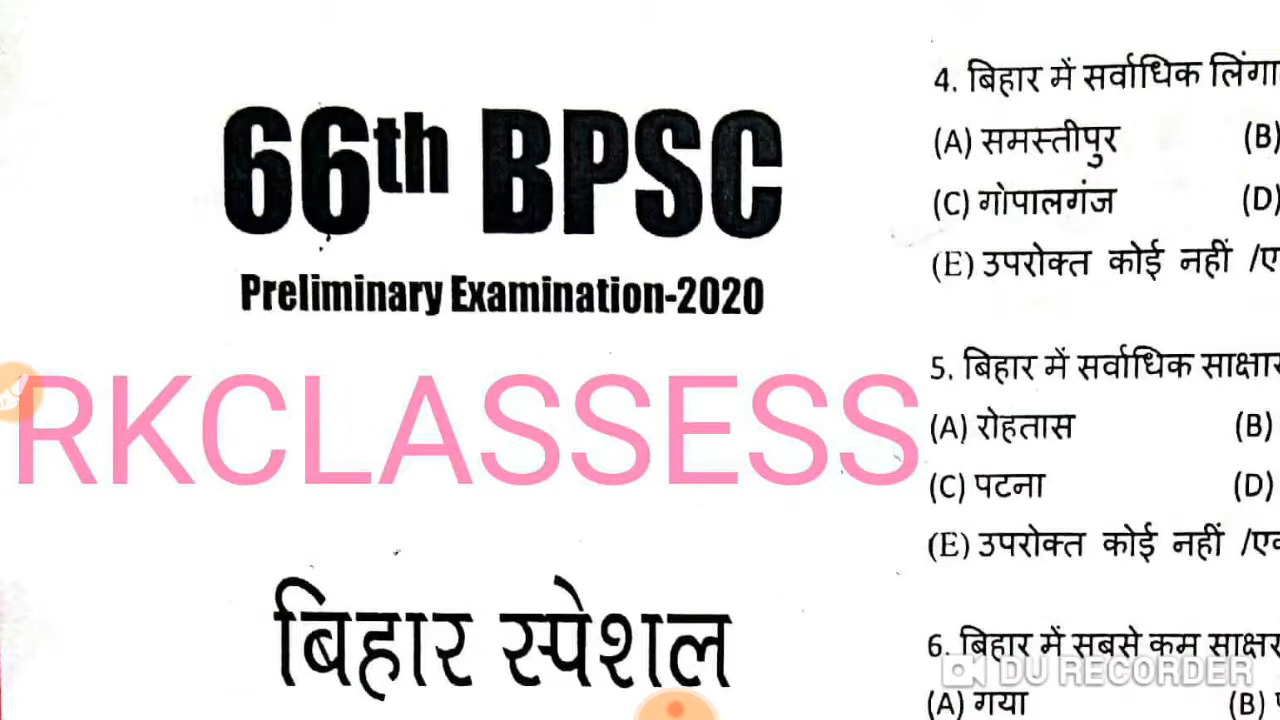 66th BPSC
Preliminary Examination-2020
RKCLASSESS
बिहार स्पेशल
4. बिहार में सर्वाधिक
(A) समस्तीपुर (B)
(C) गोपालगंज (D)
(E) उपरोक्त कोई नहीं
5. बिहार में सर्वाधिक
(A) रोहतास (B)
(C) पटना (D)
(E) उपरोक्त कोई नहीं
6. बिहार में सबसे कम
DU RECORDER
(A) गया (B)